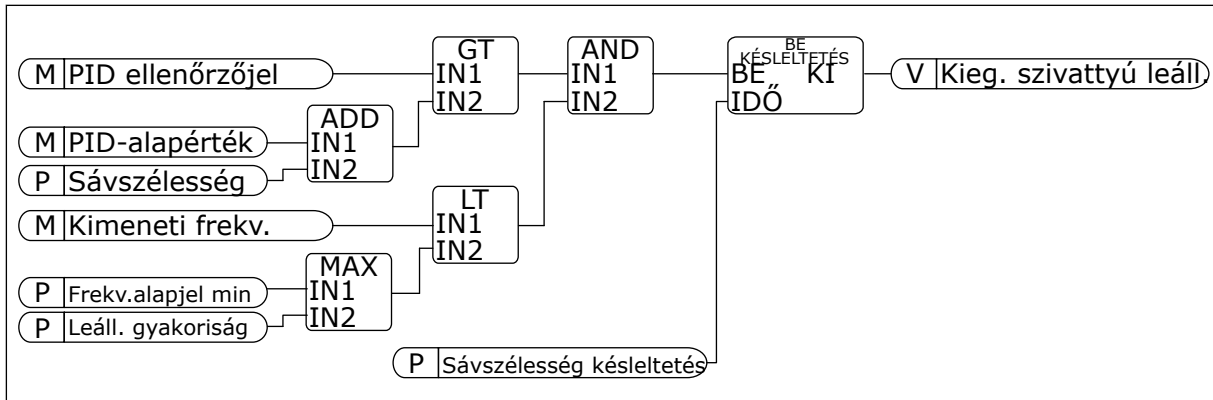 GT
IN1
IN2
AND
IN1
IN2
BE
KÉSLELTETÉS
BE KI
IDŐ
M PID ellenőrzőjel
V Kieg. szivattyú leáll.
ADD
IN1
IN2
M PID-alapérték
P Sávszélesség
LT
IN1
IN2
M Kimeneti frekv.
MAX
IN1
IN2
P Frekv.alapjel min
P Leáll. gyakoriság
P Sávszélesség késleltetés